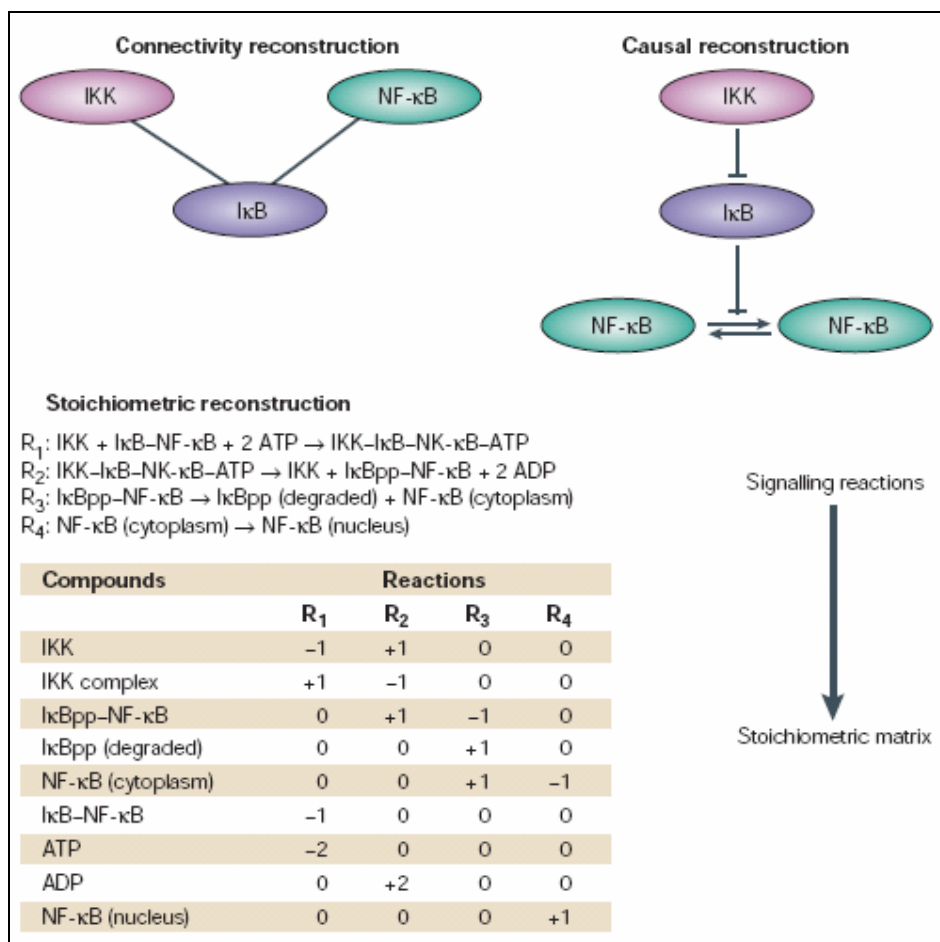 Connectivity reconstruction
IKK
NF-κB
IκB
Causal reconstruction
IKK
IκB
NF-κB
NF-κB
Stoichiometric reconstruction
R1: IKK + IκB–NF-κB + 2 ATP → IKK–IκB–NK-κB–ATP
R2: IKK–IκB–NK-κB–ATP → IKK + IκBpp–NF-κB + 2 ADP
R3: IκBpp–NF-κB → IκBpp (degraded) + NF-κB (cytoplasm)
R4: NF-κB (cytoplasm) → NF-κB (nucleus)
Signalling reactions
Stoichiometric matrix
Compounds Reactions
R1 R2 R3 R4
IKK –1 +1 0 0
IKK complex +1 –1 0 0
IκBpp–NF-κB 0 +1 –1 0
IκBpp (degraded) 0 0 +1 0
NF-κB (cytoplasm) 0 0 +1 –1
IκB–NF-κB –1 0 0 0
ATP –2 0 0 0
ADP 0 +2 0 0
NF-κB (nucleus) 0 0 0 +1